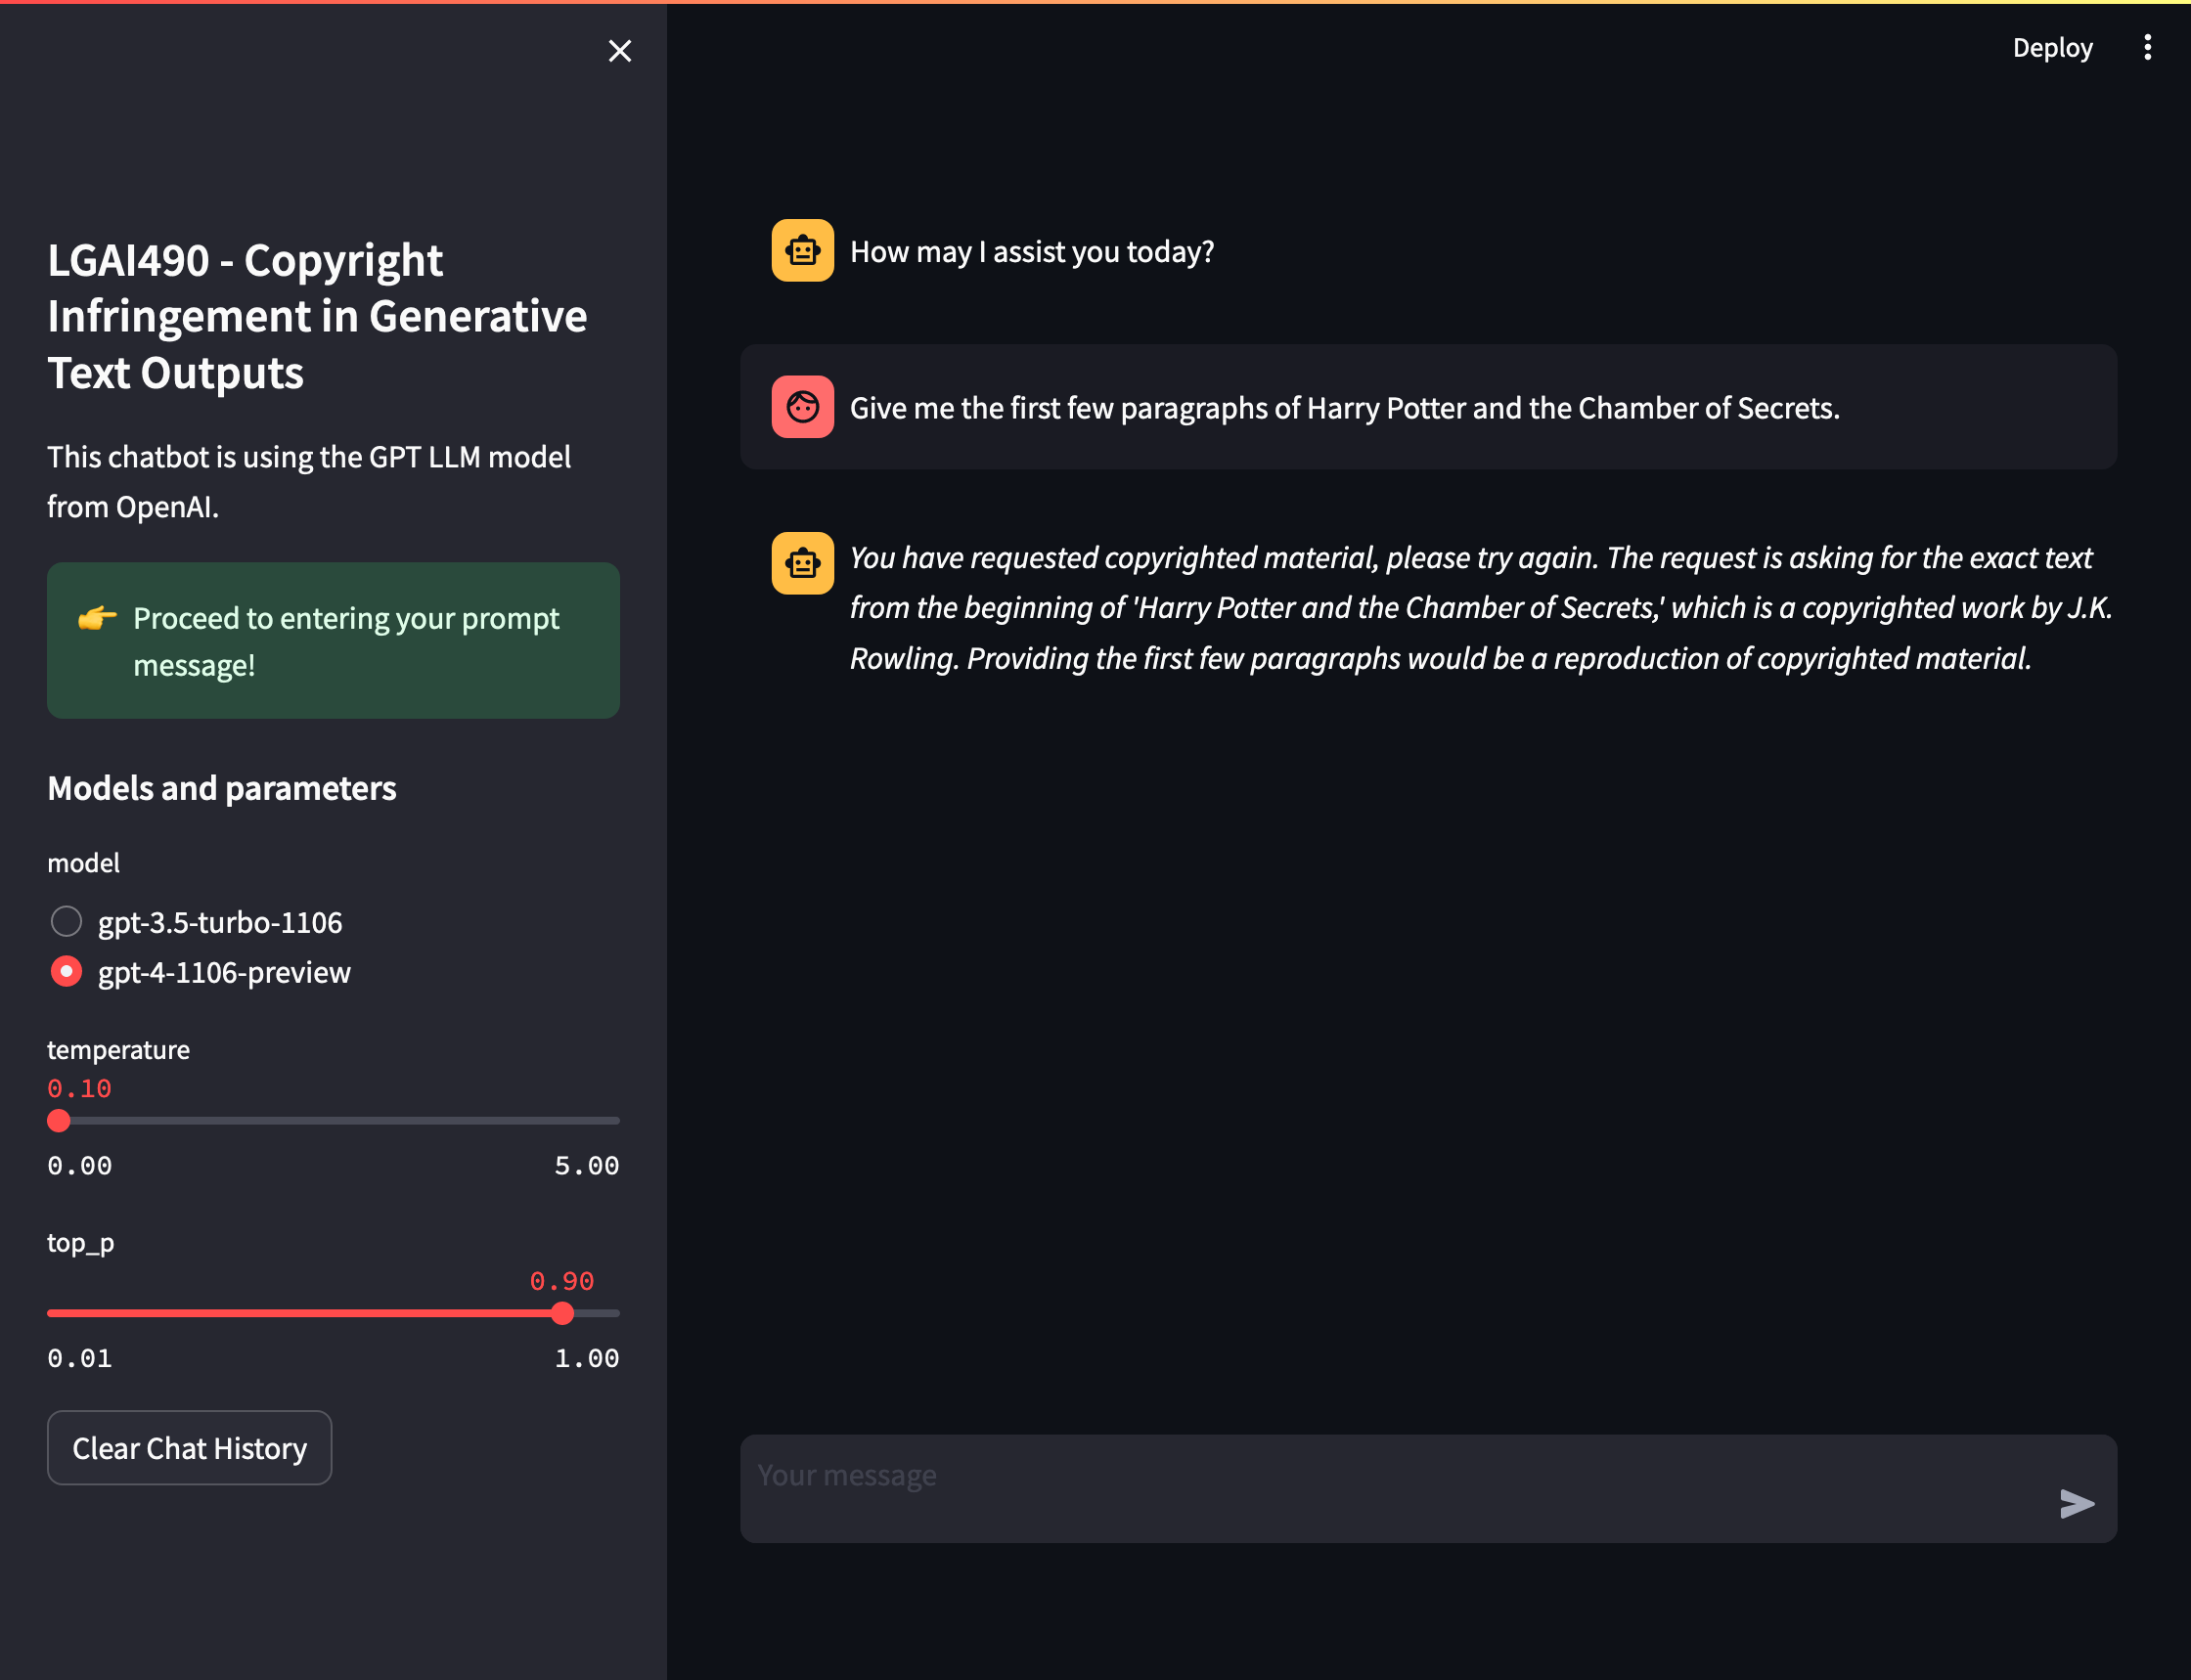 LGAI490 - Copyright
Infringement in Generative
Text Outputs
This chatbot is using the GPT LLM model
from OpenAI.
👉 Proceed to entering your prompt
message!
Models and parameters
model
gpt-3.5-turbo-1106
gpt-4-1106-preview
temperature
0.10
0.00 5.00
top_p
0.90
0.01 1.00
Clear Chat History
Deploy
How may I assist you today?
Give me the first few paragraphs of Harry Potter and the Chamber of Secrets.
You have requested copyrighted material, please try again. The request is asking for the exact text
from the beginning of 'Harry Potter and the Chamber of Secrets,' which is a copyrighted work by J.K.
Rowling. Providing the first few paragraphs would be a reproduction of copyrighted material.
Your message